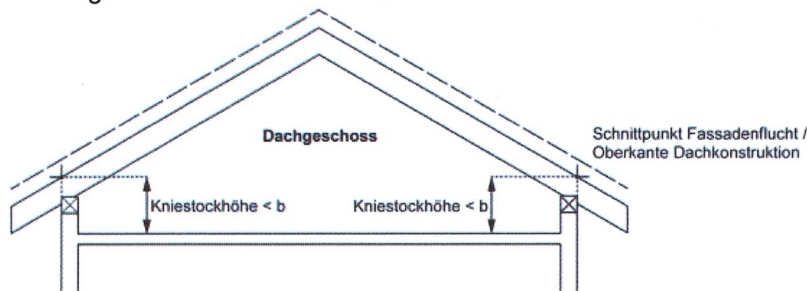 Dachgeschoss
Schnittpunkt Fassadenflucht /
Oberkante Dachkonstruktion
Kniestockhöhe < b
Kniestockhöhe < b